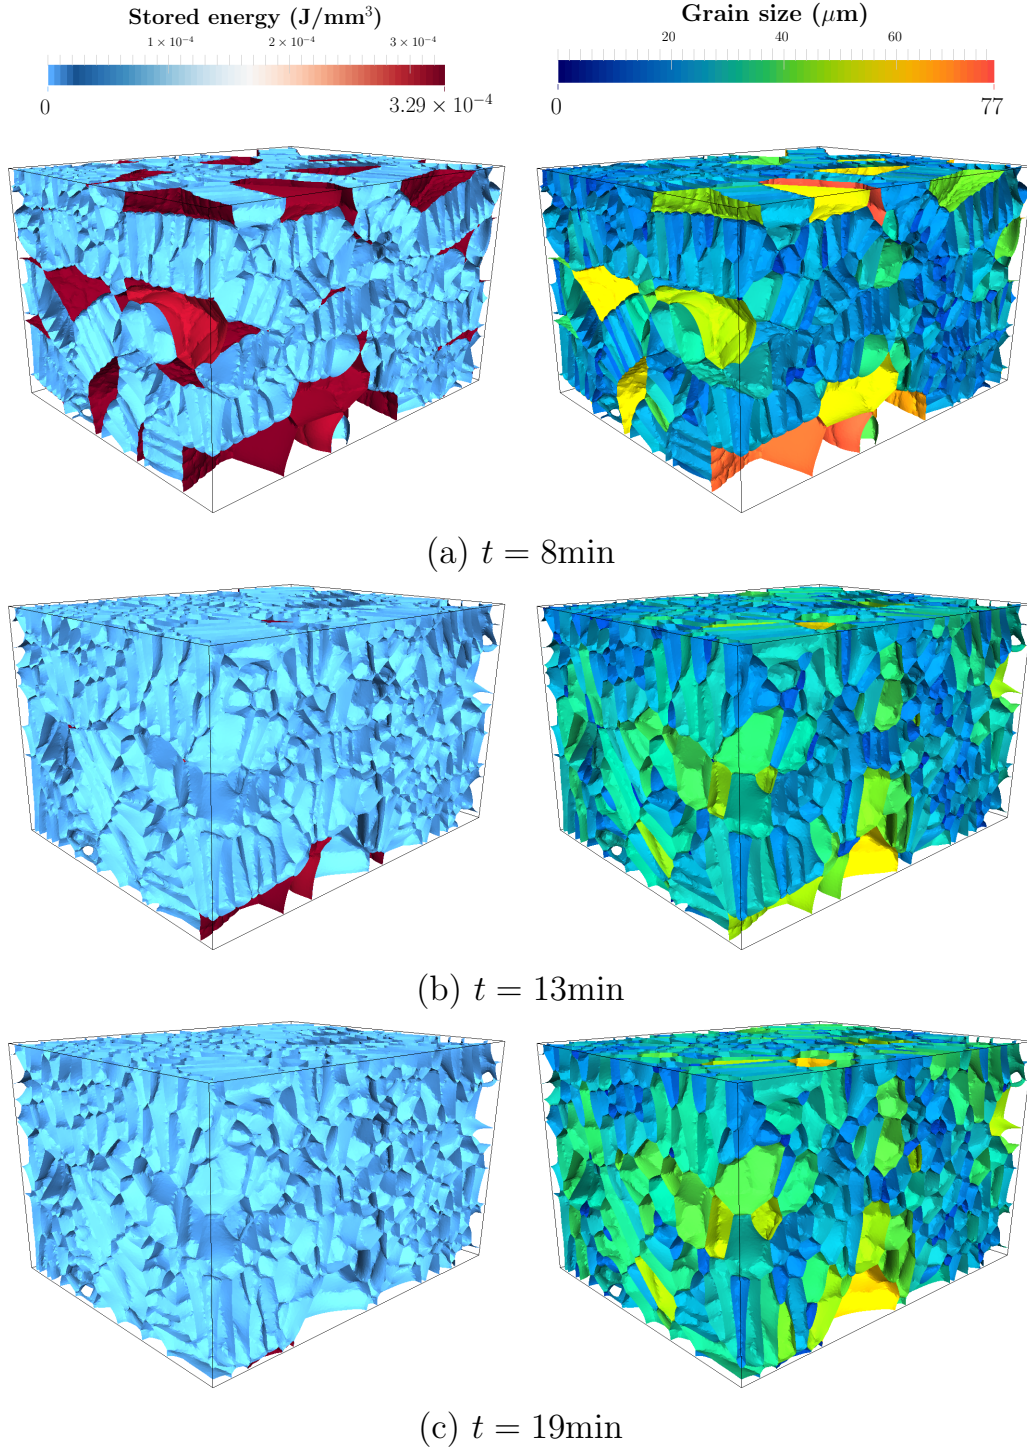 Stored energy (J/mm³)
1×10⁻⁴ 2×10⁻⁴ 3×10⁻⁴
0 3.29 × 10⁻⁴
Grain size (μm)
20 40 60
0 77
(a) t = 8min
(b) t = 13min
(c) t = 19min